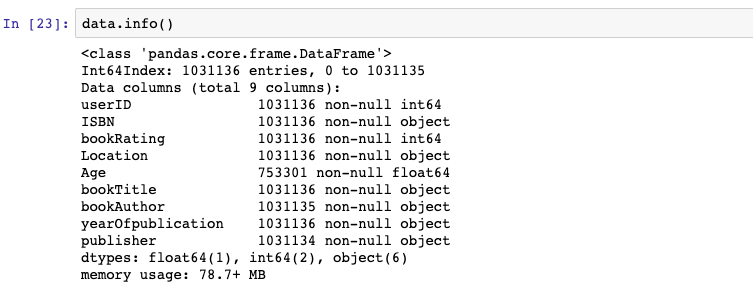 In [23]: data.info()
<class 'pandas.core.frame.DataFrame'>
Int64Index: 1031136 entries, 0 to 1031135
Data columns (total 9 columns):
userID               1031136 non-null int64
ISBN                 1031136 non-null object
bookRating           1031136 non-null int64
Location             1031136 non-null object
Age                  753301 non-null float64
bookTitle            1031136 non-null object
bookAuthor           1031135 non-null object
yearOfpublication    1031136 non-null object
publisher            1031134 non-null object
dtypes: float64(1), int64(2), object(6)
memory usage: 78.7+ MB